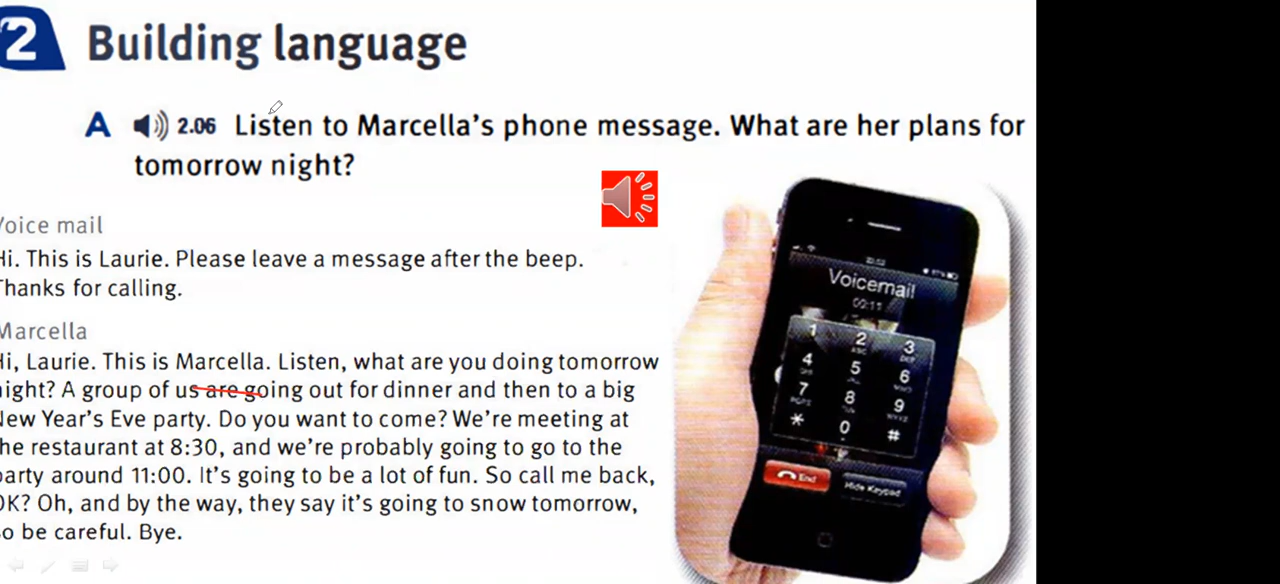 2 Building language
A 2.06 Listen to Marcella's phone message. What are her plans for
tomorrow night?
Voice mail
Hi. This is Laurie. Please leave a message after the beep.
Thanks for calling.
Marcella
Hi, Laurie. This is Marcella. Listen, what are you doing tomorrow
night? A group of us are going out for dinner and then to a big
New Year's Eve party. Do you want to come? We're meeting at
the restaurant at 8:30, and we're probably going to go to the
party around 11:00. It's going to be a lot of fun. So call me back,
OK? Oh, and by the way, they say it's going to snow tomorrow,
so be careful. Bye.
Voicemail
00:11
1 2 3
ABC DEF
4 5 6
7 8 9
* 0 #
End Hide Keypad